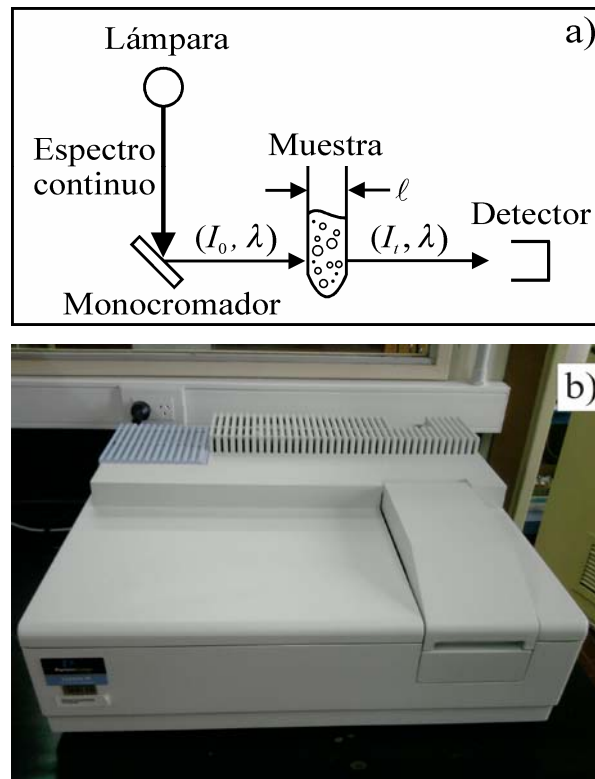 a)
Lámpara
Espectro
continuo
Muestra
ℓ
Detector
(I₀, λ)
(Iₜ, λ)
Monocromador
b)